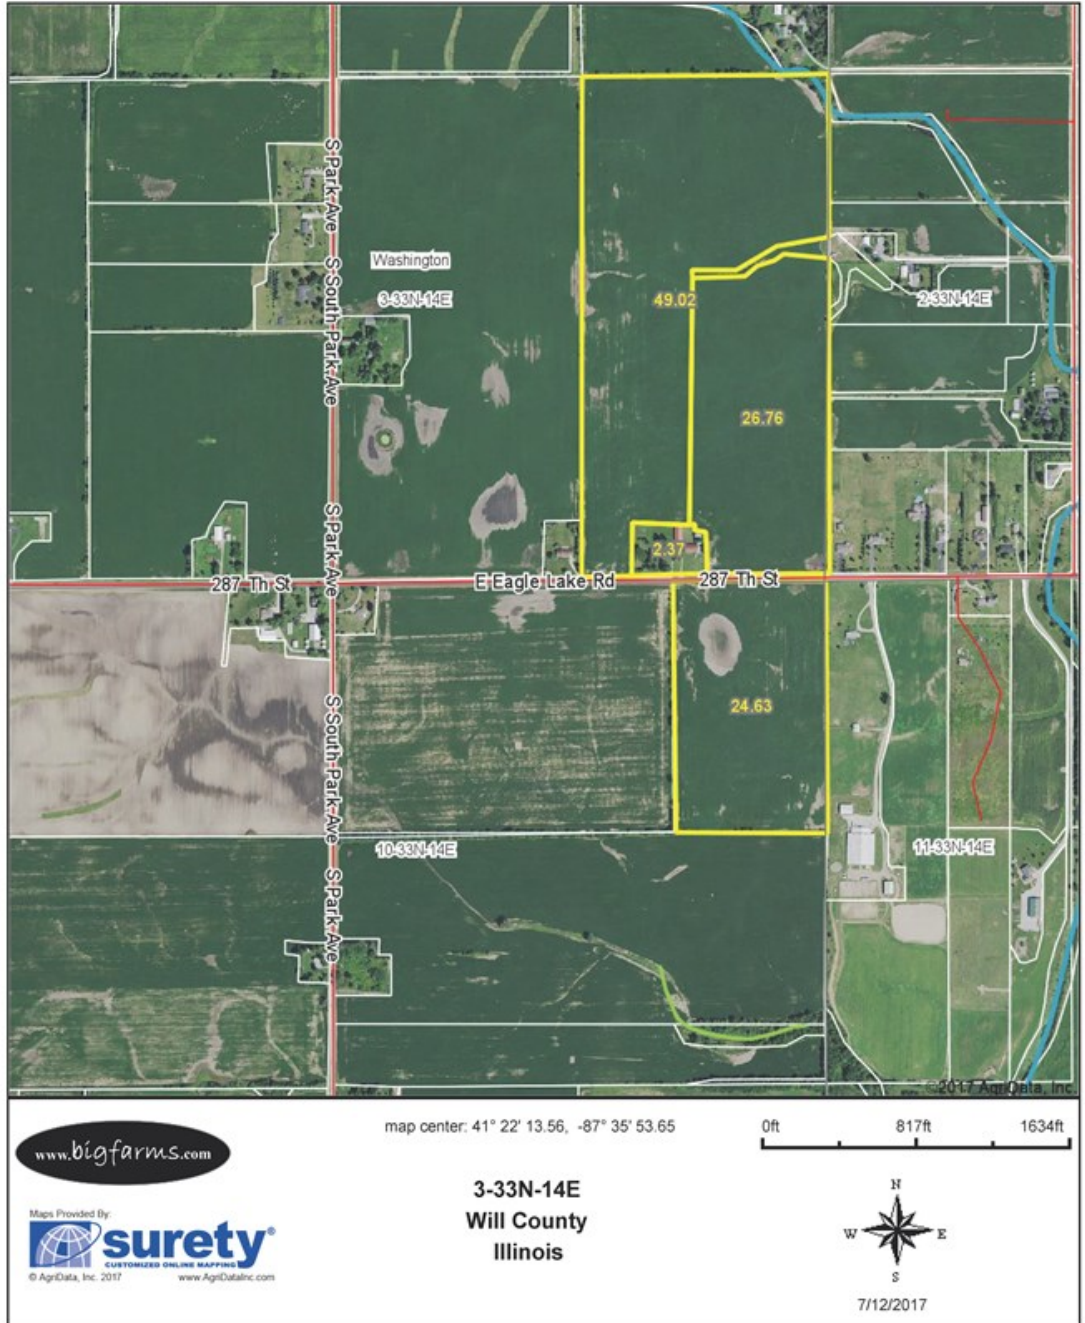 S Park Ave
S South Park Ave
Washington
3-33N-14E
49.02
2-33N-14E
26.76
S Park Ave
2.37
287 Th St
E Eagle Lake Rd
287 Th St
24.63
S South Park Ave
10-33N-14E
11-33N-14E
S Park Ave
©2017 AgriData, Inc.
www.bigfarms.com
map center: 41° 22' 13.56, -87° 35' 53.65
0ft 817ft 1634ft
3-33N-14E
Will County
Illinois
Maps Provided By:
surety®
CUSTOMIZED ONLINE MAPPING
© AgriData, Inc. 2017 www.AgriDataInc.com
N
W E
S
7/12/2017